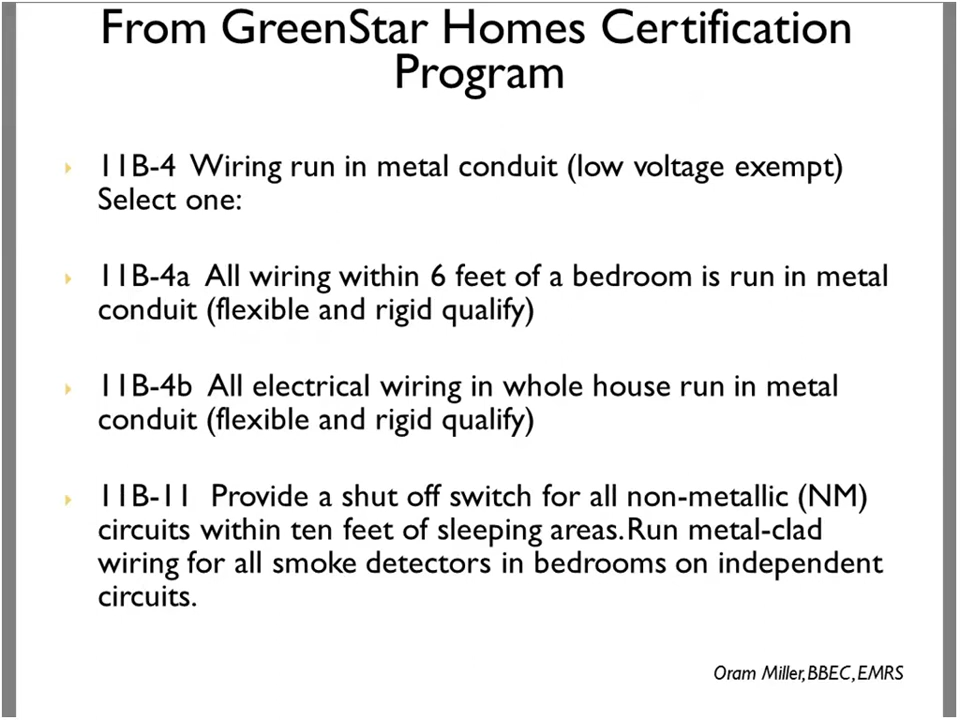 From GreenStar Homes Certification
Program
11B-4 Wiring run in metal conduit (low voltage exempt)
Select one:
11B-4a All wiring within 6 feet of a bedroom is run in metal
conduit (flexible and rigid qualify)
11B-4b All electrical wiring in whole house run in metal
conduit (flexible and rigid qualify)
11B-11 Provide a shut off switch for all non-metallic (NM)
circuits within ten feet of sleeping areas. Run metal-clad
wiring for all smoke detectors in bedrooms on independent
circuits.
Oram Miller, BBEC, EMRS